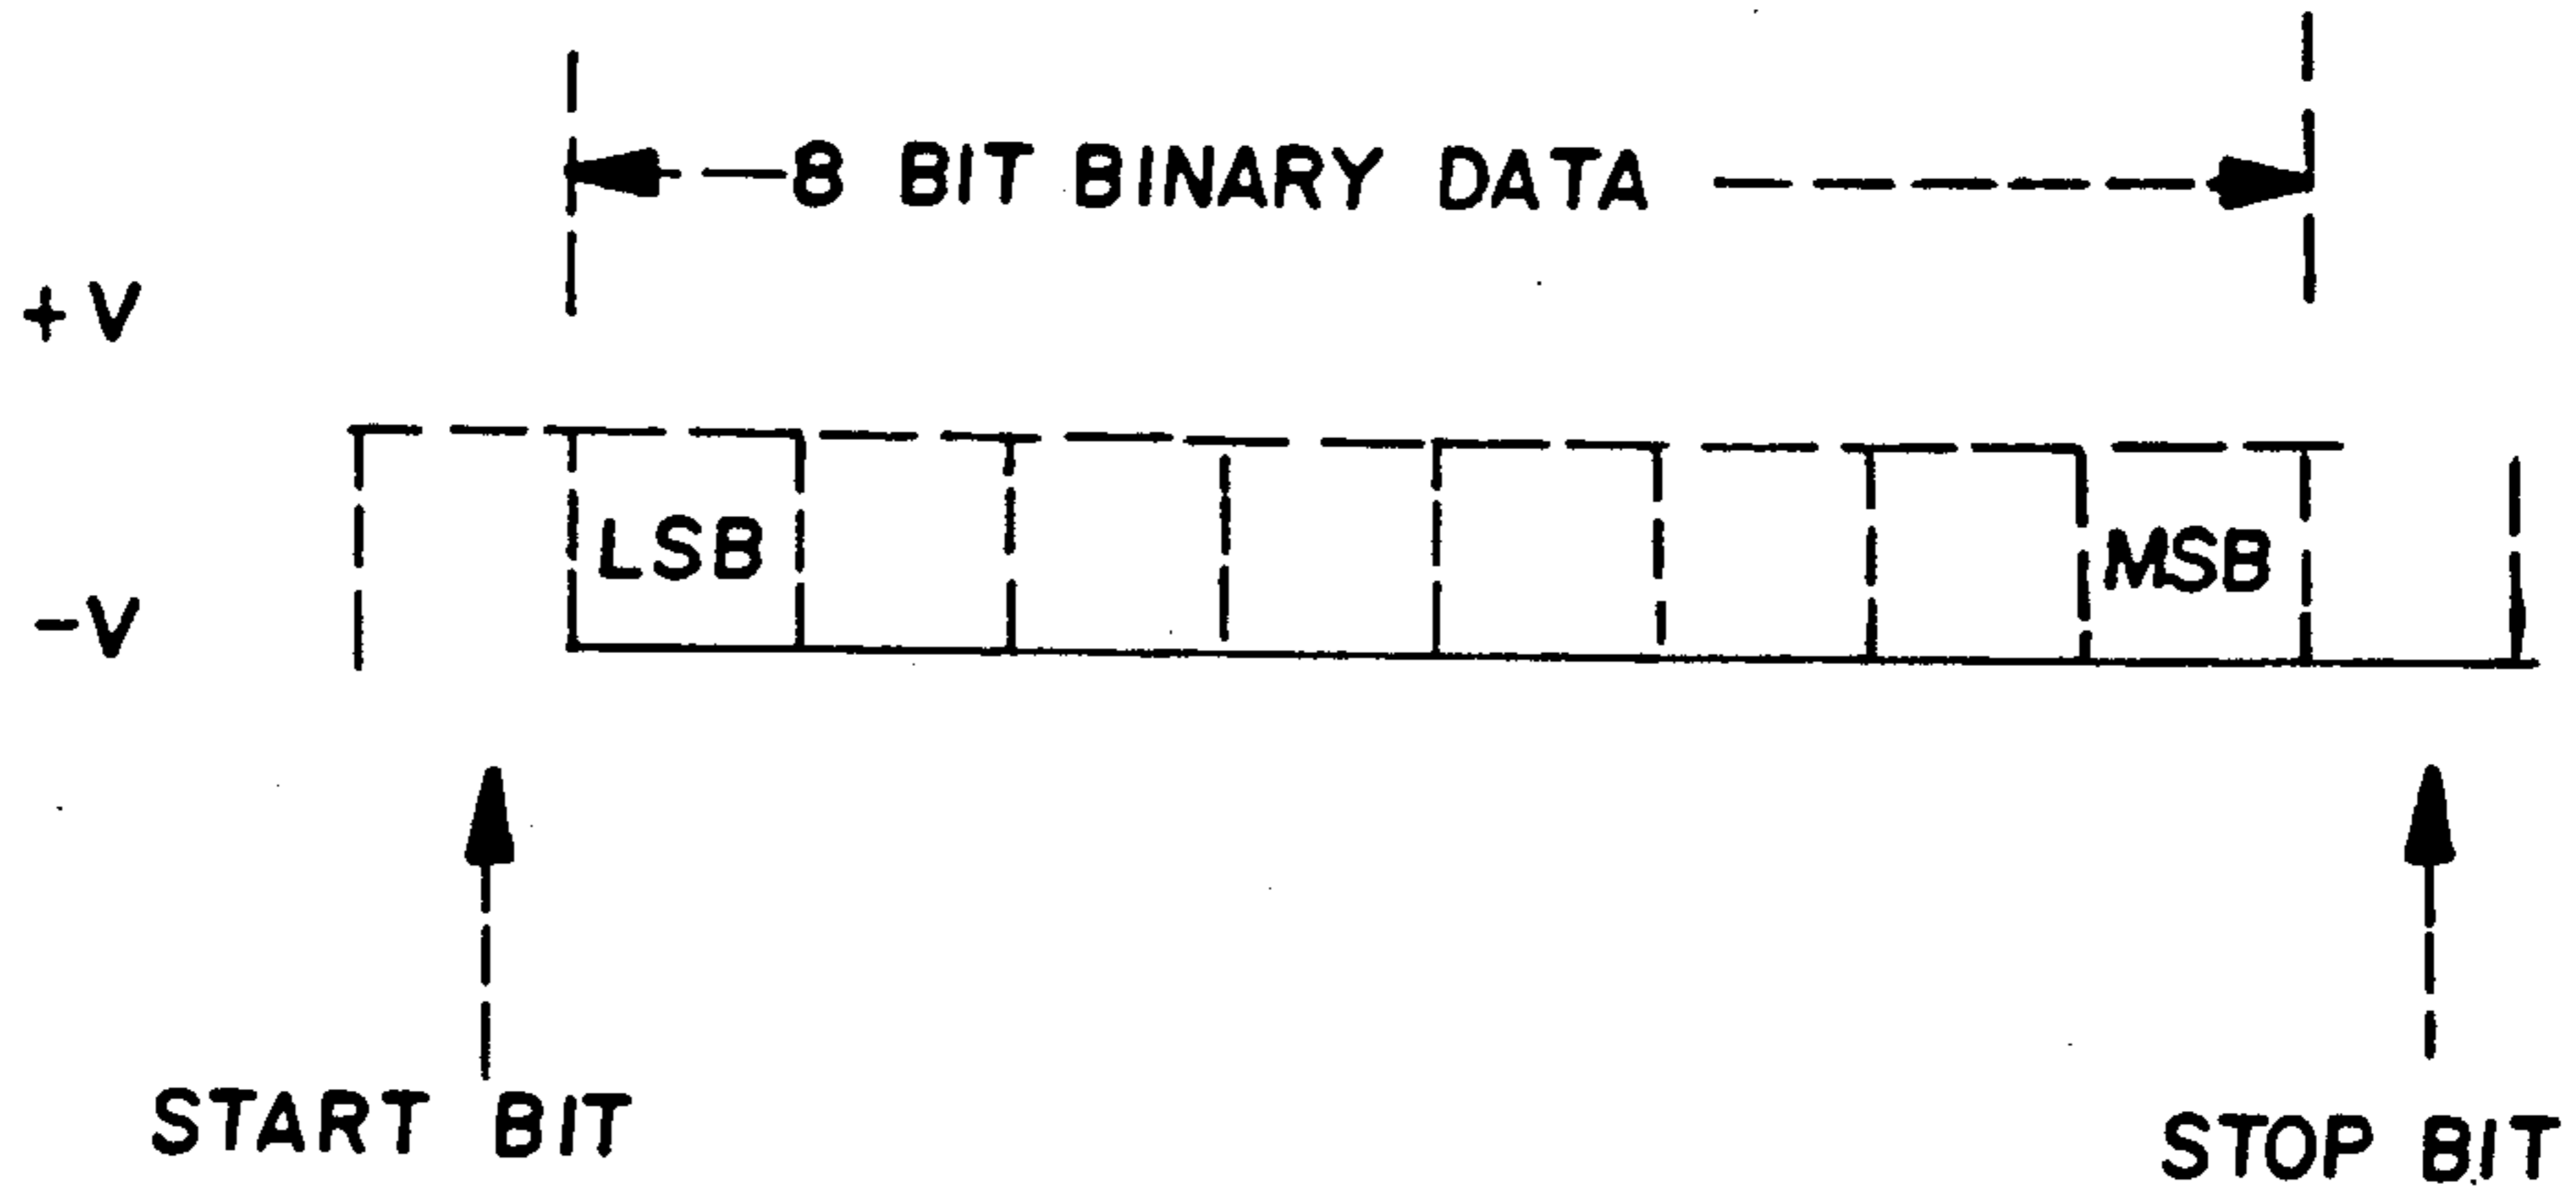 8 BIT BINARY DATA
+V
LSB
MSB
-V
START BIT
STOP BIT